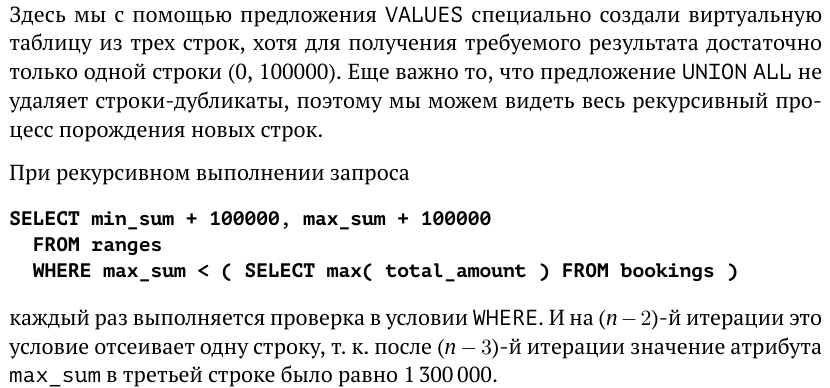 Здесь мы с помощью предложения VALUES специально создали виртуальную
таблицу из трех строк, хотя для получения требуемого результата достаточно
только одной строки (0, 100000). Еще важно то, что предложение UNION ALL не
удаляет строки-дубликаты, поэтому мы можем видеть весь рекурсивный про-
цесс порождения новых строк.
При рекурсивном выполнении запроса
SELECT min_sum + 100000, max_sum + 100000
  FROM ranges
  WHERE max_sum < ( SELECT max( total_amount ) FROM bookings )
каждый раз выполняется проверка в условии WHERE. И на (n − 2)-й итерации это
условие отсеивает одну строку, т. к. после (n − 3)-й итерации значение атрибута
max_sum в третьей строке было равно 1 300 000.